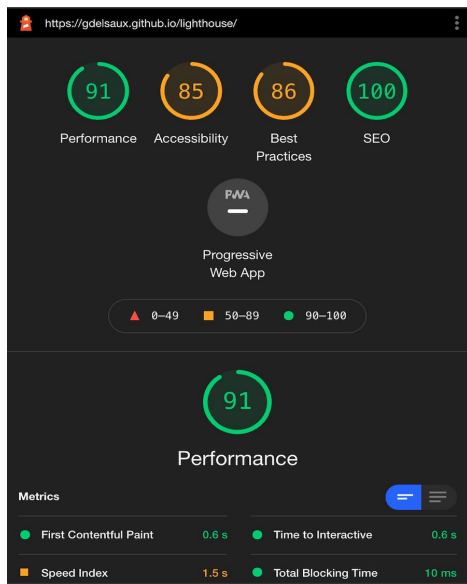 https://gdelsaux.github.io/lighthouse/
91 85 86 100
Performance Accessibility Best Practices SEO
PWA
Progressive
Web App
0–49 50–89 90–100
91
Performance
Metrics
First Contentful Paint 0.6 s Time to Interactive 0.6 s
Speed Index 1.5 s Total Blocking Time 10 ms